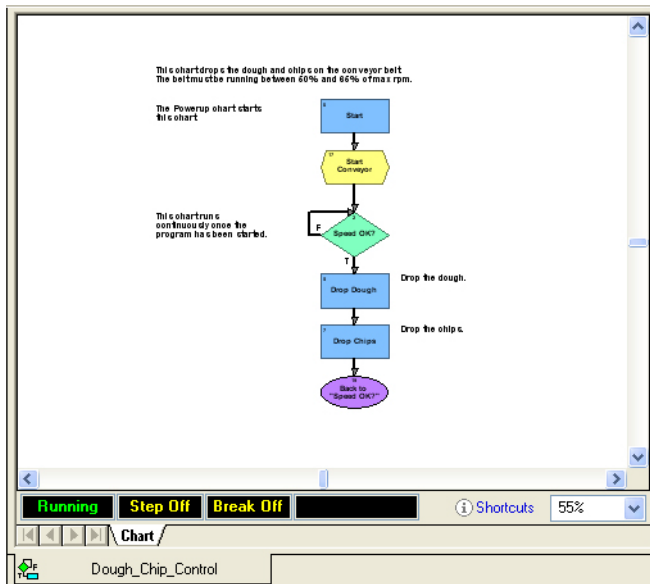 This chart drops the dough and chips on the conveyor belt
The belt must be running between 60% and 66% of max rpm.
The Powerup chart starts
this chart
Start
17
Start
Conveyor
This chart runs
continuously once the
program has been started.
F
Speed OK?
T
Drop Dough
Drop the dough.
7
Drop Chips
Drop the chips.
Back to
"Speed OK?"
Running
Step Off
Break Off
Shortcuts
55%
Chart
T
F
Dough_Chip_Control